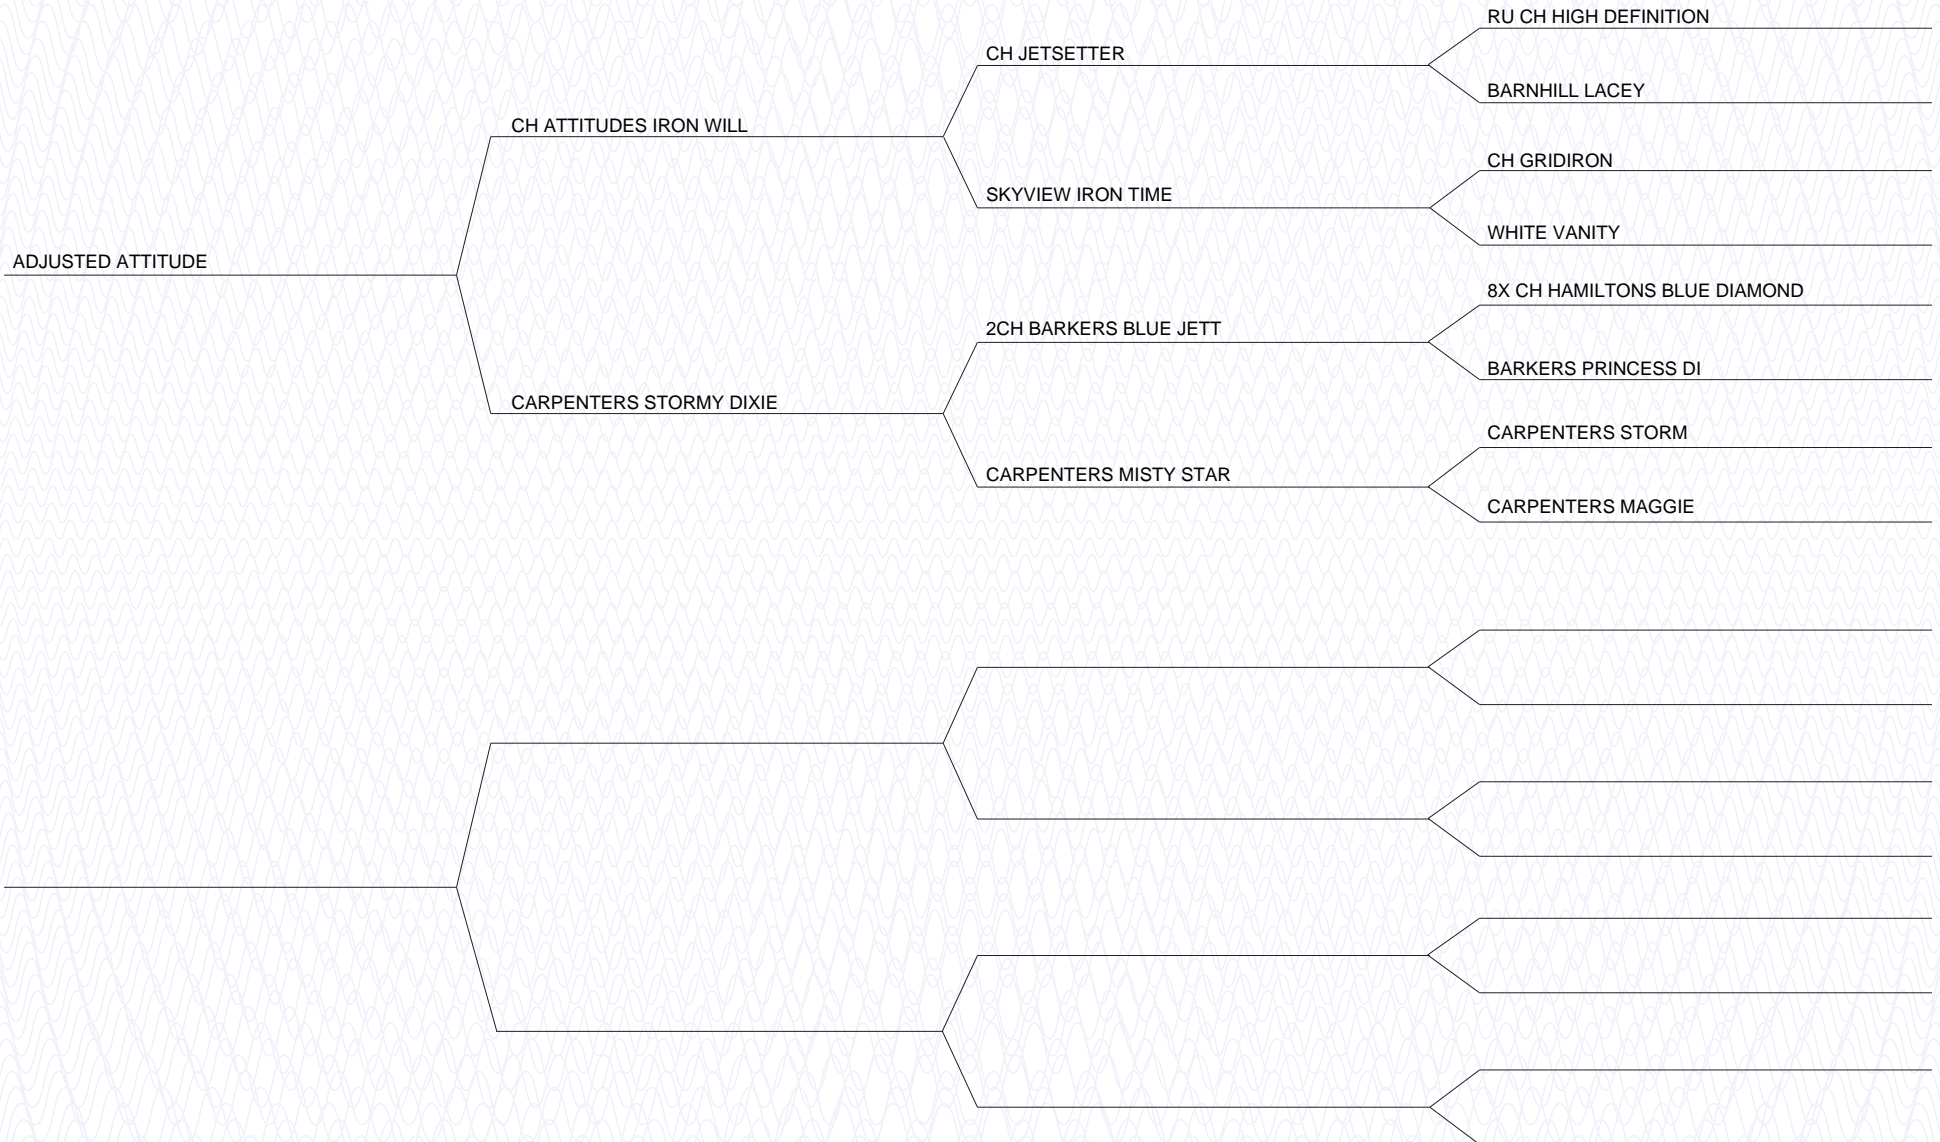 RU CH HIGH DEFINITION
CH JETSETTER
BARNHILL LACEY
CH ATTITUDES IRON WILL
CH GRIDIRON
SKYVIEW IRON TIME
WHITE VANITY
ADJUSTED ATTITUDE
8X CH HAMILTONS BLUE DIAMOND
2CH BARKERS BLUE JETT
BARKERS PRINCESS DI
CARPENTERS STORMY DIXIE
CARPENTERS STORM
CARPENTERS MISTY STAR
CARPENTERS MAGGIE